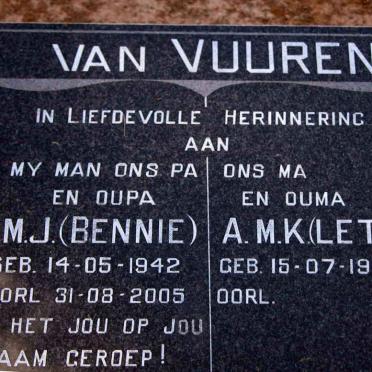 VAN VUUREN
IN LIEFDEVOLLE HERINNERING
AAN
MY MAN ONS PA
EN OUPA
M.J. (BENNIE)
GEB. 14-05-1942
OORL 31-08-2005
HET JOU OP JOU
NAAM GEROEP!
ONS MA
EN OUMA
A.M.K. (LET
GEB. 15-07-19
OORL.